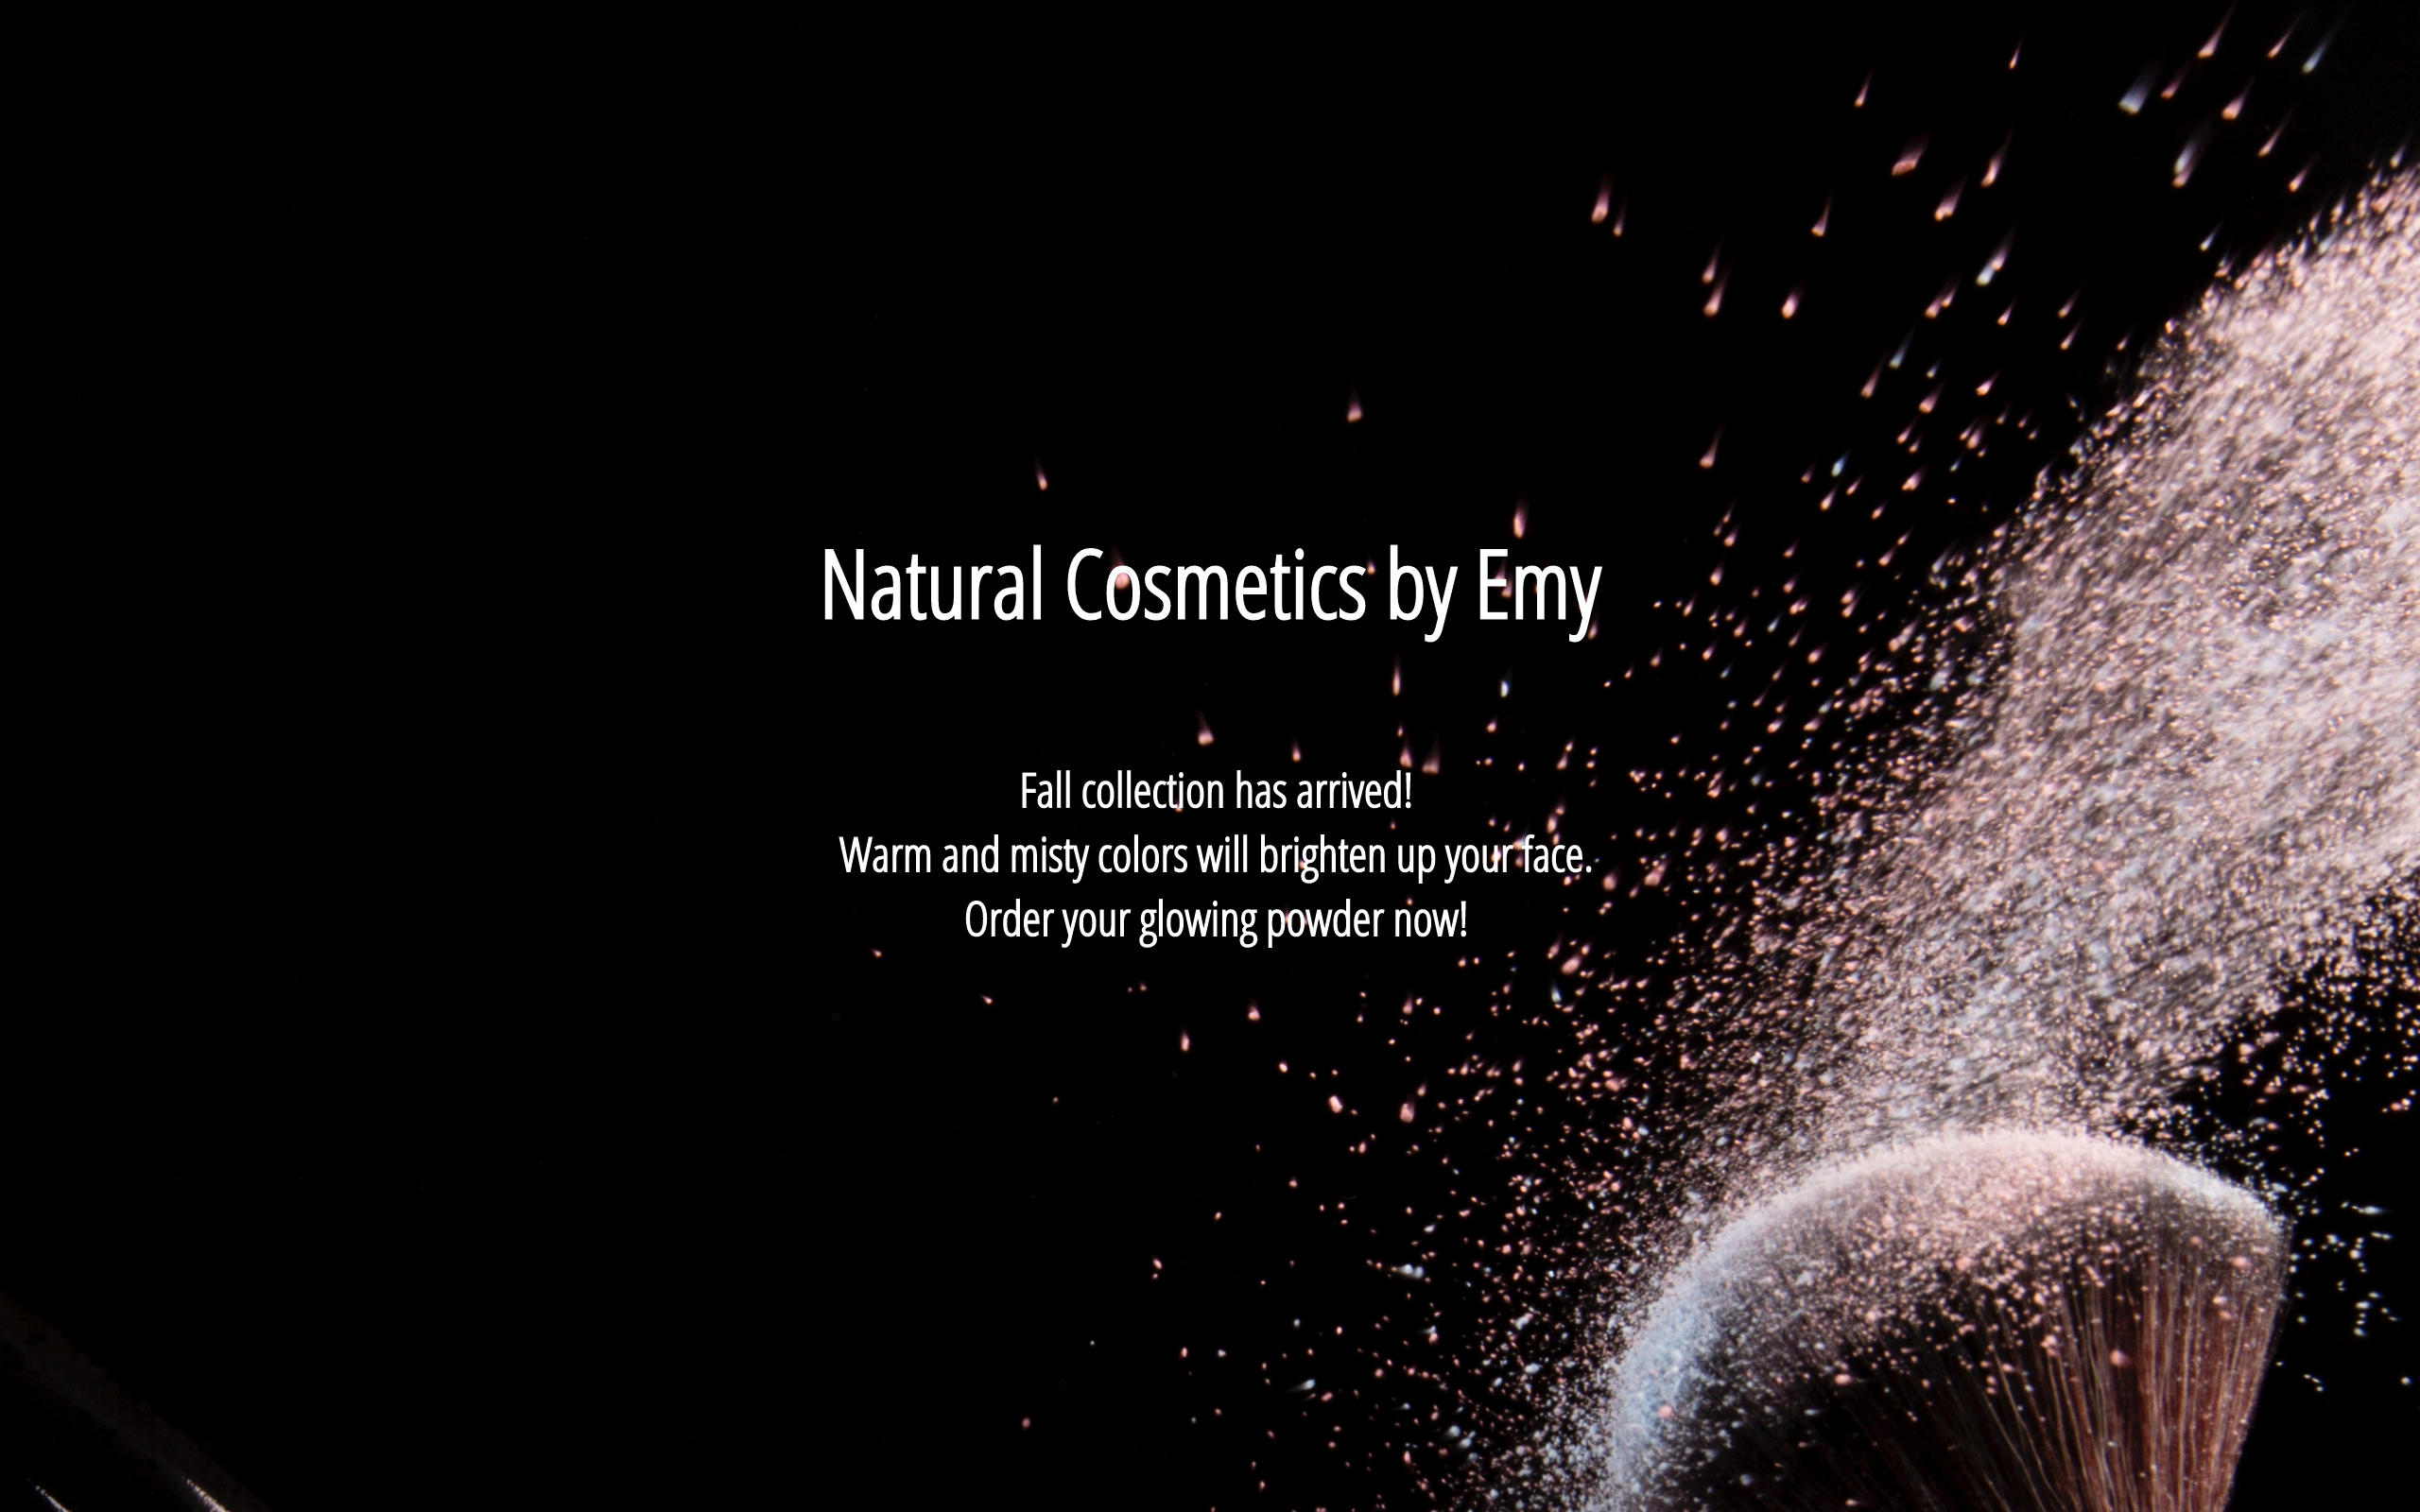 Natural Cosmetics by Emy
Fall collection has arrived!
Warm and misty colors will brighten up your face.
Order your glowing powder now!